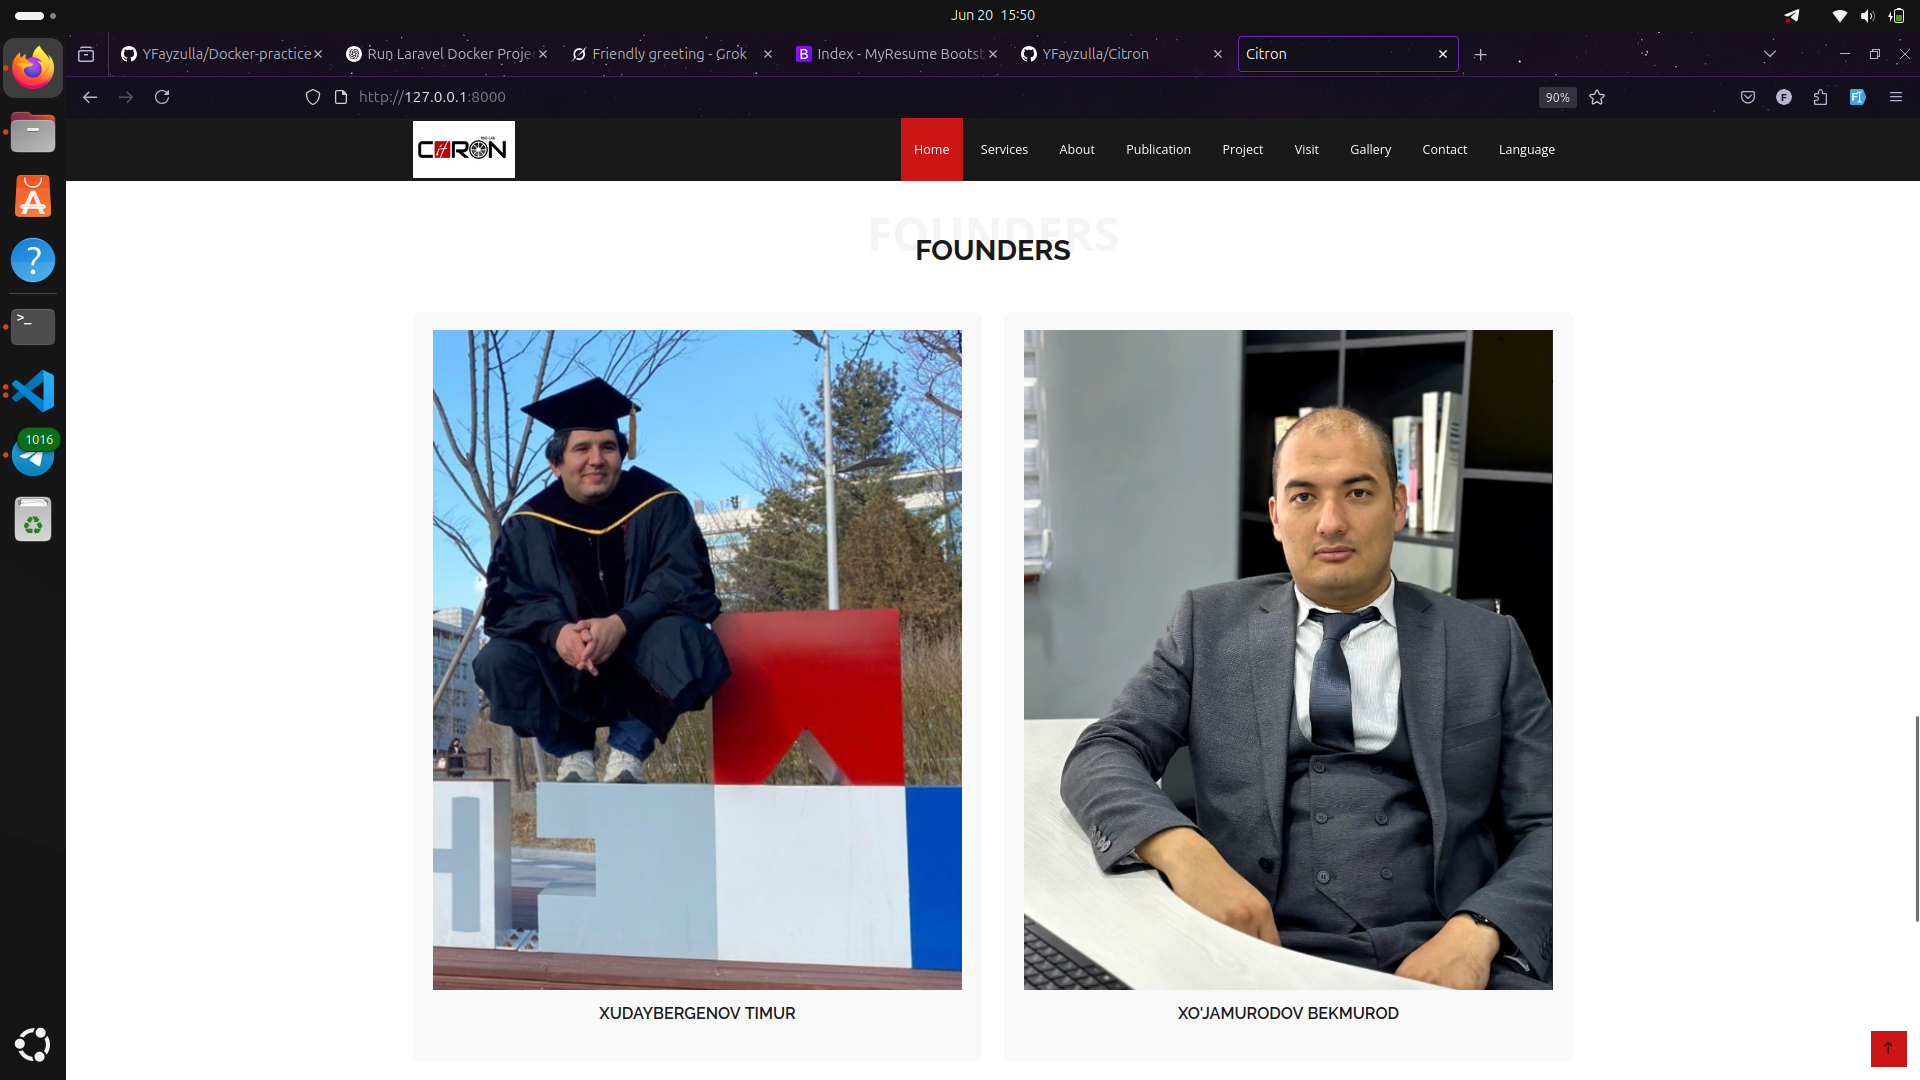 Jun 20 15:50
YFayzulla/Docker-practice
Run Laravel Docker Proje
Friendly greeting - Grok
Index - MyResume Bootst
YFayzulla/Citron
Citron
http://127.0.0.1:8000
90%
CitRON
R&D LAB
Home
Services
About
Publication
Project
Visit
Gallery
Contact
Language
FOUNDERS
FOUNDERS
1016
XUDAYBERGENOV TIMUR
XO'JAMURODOV BEKMUROD